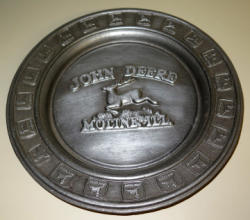 JOHN DEERE
MOLINE, ILL.